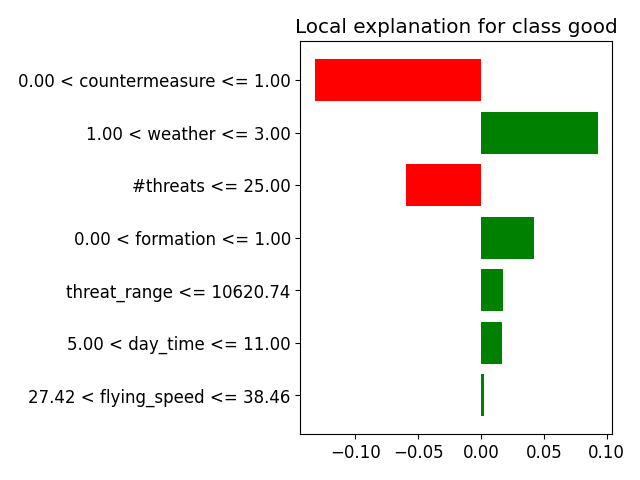 Local explanation for class good
0.00 < countermeasure <= 1.00
1.00 < weather <= 3.00
#threats <= 25.00
0.00 < formation <= 1.00
threat_range <= 10620.74
5.00 < day_time <= 11.00
27.42 < flying_speed <= 38.46
−0.10 −0.05 0.00 0.05 0.10